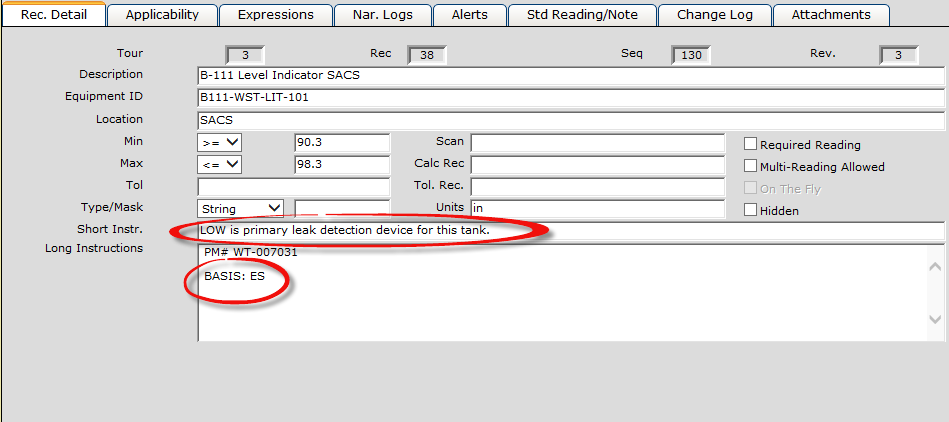 Rec. Detail Applicability Expressions Nar. Logs Alerts Std Reading/Note Change Log Attachments
Tour 3 Rec 38 Seq 130 Rev. 3
Description B-111 Level Indicator SACS
Equipment ID B111-WST-LIT-101
Location SACS
Min >= 90.3 Scan Required Reading
Max <= 98.3 Calc Rec Multi-Reading Allowed
Tol Tol. Rec. On The Fly
Type/Mask String Units in Hidden
Short Instr. LOW is primary leak detection device for this tank.
Long Instructions PM# WT-007031
BASIS: ES